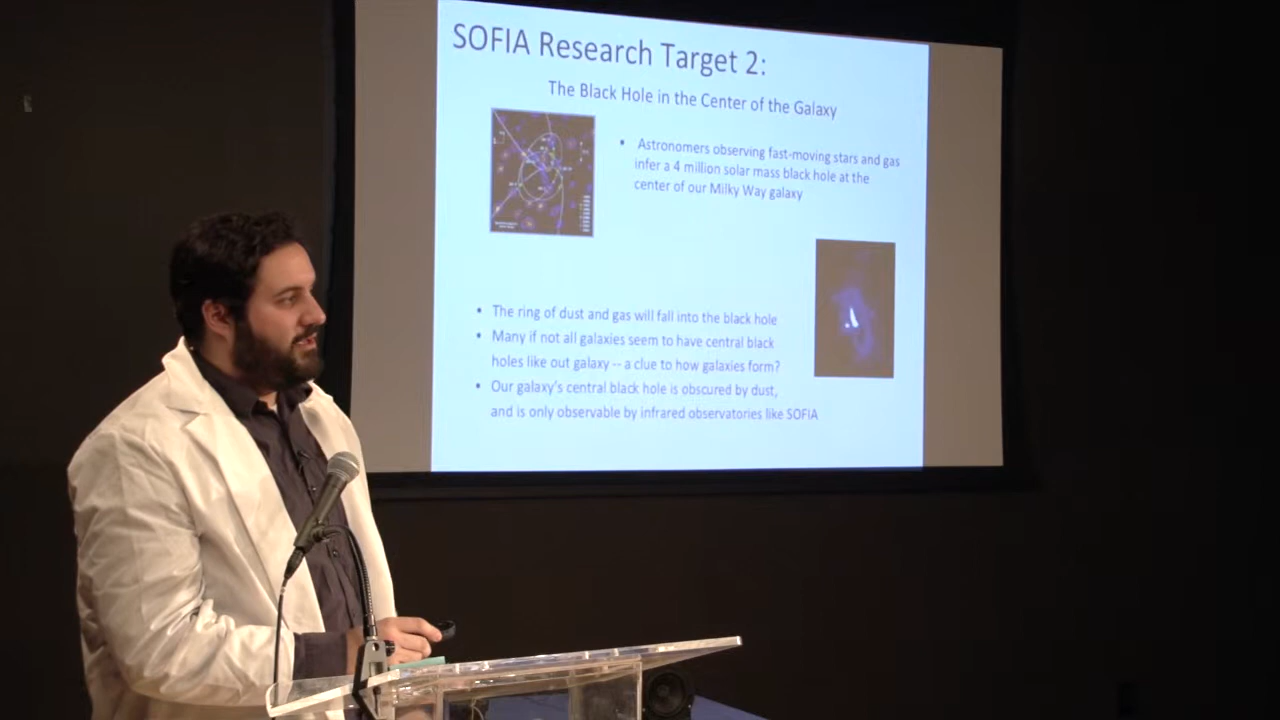 SOFIA Research Target 2:
The Black Hole in the Center of the Galaxy
• Astronomers observing fast-moving stars and gas
infer a 4 million solar mass black hole at the
center of our Milky Way galaxy
• The ring of dust and gas will fall into the black hole
• Many if not all galaxies seem to have central black
holes like out galaxy -- a clue to how galaxies form?
• Our galaxy's central black hole is obscured by dust,
and is only observable by infrared observatories like SOFIA